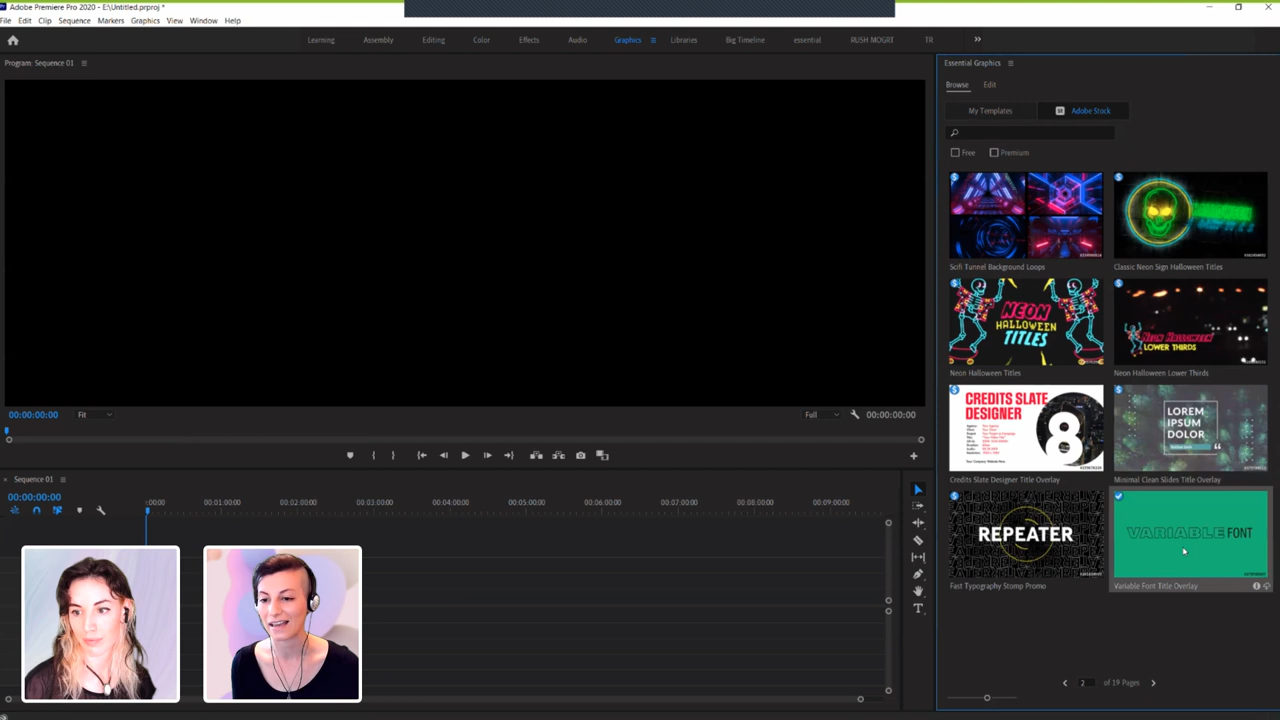 Adobe Premiere Pro 2020 - E:\Untitled.prproj *
File Edit Clip Sequence Markers Graphics View Window Help
Learning Assembly Editing Color Effects Audio Graphics Libraries Big Timeline essential RUSH MOGRT TR
Program: Sequence 01
Essential Graphics
Browse Edit
My Templates Adobe Stock
Free Premium
Scifi Tunnel Background Loops
Classic Neon Sign Halloween Titles
NEON
HALLOWEEN
TITLES
Neon Halloween
LOWER THIRDS
Neon Halloween Titles
Neon Halloween Lower Thirds
CREDITS SLATE
DESIGNER
8
LOREM
IPSUM
DOLOR
Credits Slate Designer Title Overlay
Minimal Clean Slides Title Overlay
REPEATER
VARIABLE FONT
Fast Typography Stomp Promo
Variable Font Title Overlay
2 of 19 Pages
00:00:00:00 Fit Full 00:00:00:00
Sequence 01
00:00:00:00
:00:00 00:01:00:00 00:02:00:00 00:03:00:00 00:04:00:00 00:05:00:00 00:06:00:00 00:07:00:00 00:08:00:00 00:09:00:00